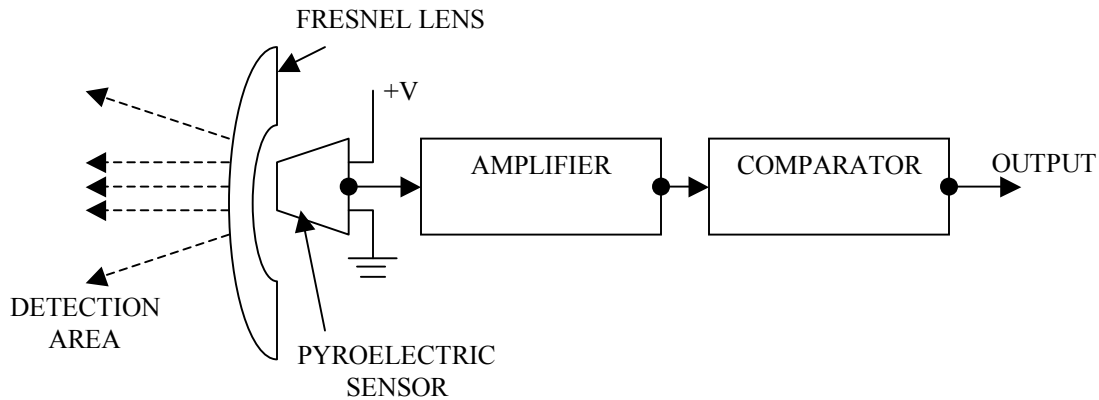 FRESNEL LENS
+V
AMPLIFIER
COMPARATOR
OUTPUT
DETECTION
AREA
PYROELECTRIC
SENSOR